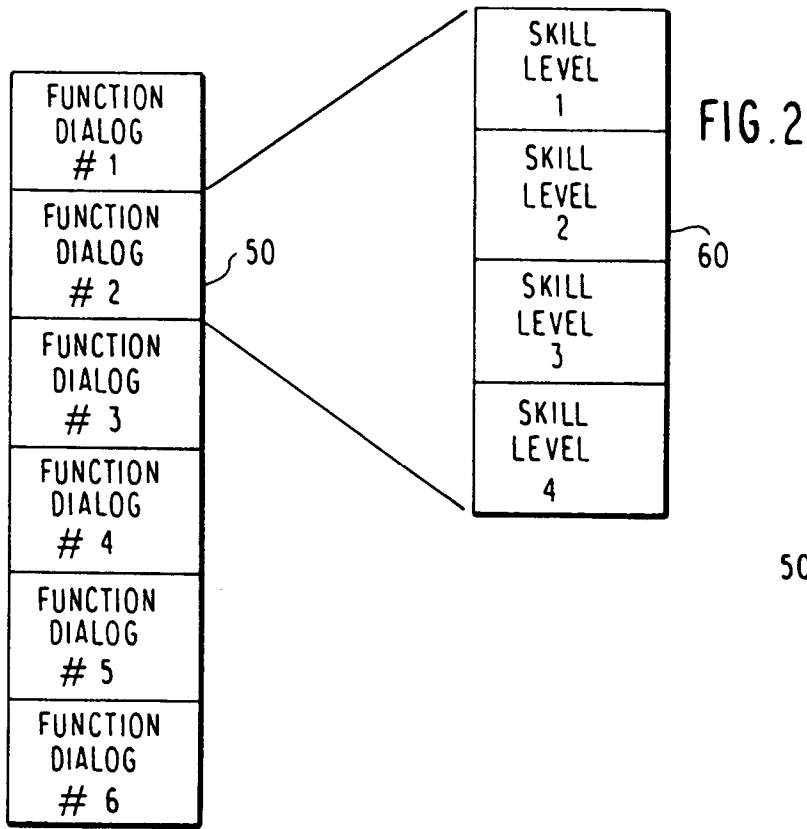 FUNCTION
DIALOG
# 1
FUNCTION
DIALOG
# 2
50
FUNCTION
DIALOG
# 3
FUNCTION
DIALOG
# 4
FUNCTION
DIALOG
# 5
FUNCTION
DIALOG
# 6
SKILL
LEVEL
1
SKILL
LEVEL
2
60
SKILL
LEVEL
3
SKILL
LEVEL
4
FIG.2
50